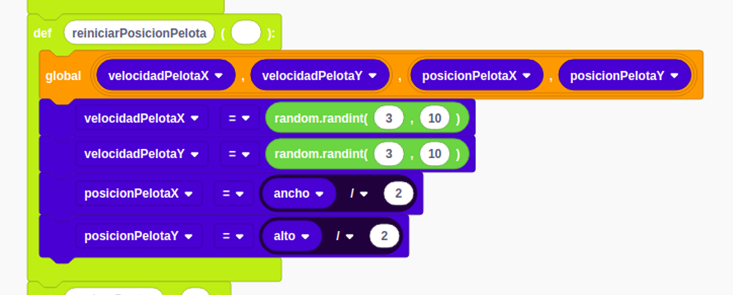 def reiniciarPosicionPelota ( ):
global velocidadPelotaX , velocidadPelotaY , posicionPelotaX , posicionPelotaY
velocidadPelotaX = random.randint( 3 , 10 )
velocidadPelotaY = random.randint( 3 , 10 )
posicionPelotaX = ancho / 2
posicionPelotaY = alto / 2